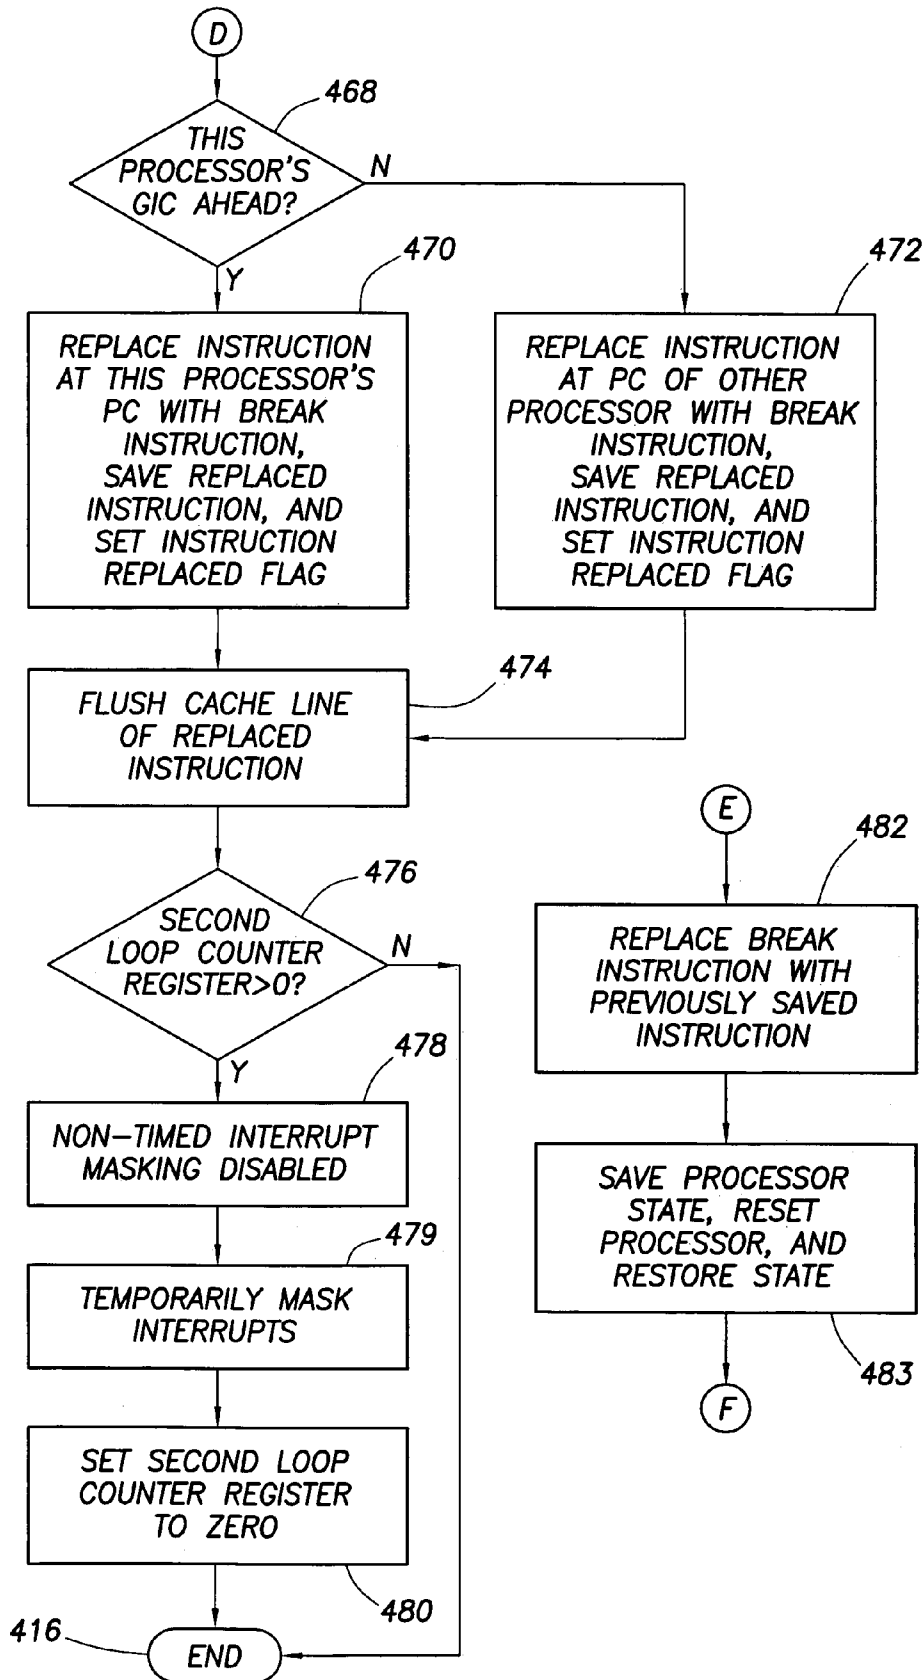 D
468
THIS
PROCESSOR'S
GIC AHEAD?
N
Y
470
REPLACE INSTRUCTION
AT THIS PROCESSOR'S
PC WITH BREAK
INSTRUCTION,
SAVE REPLACED
INSTRUCTION, AND
SET INSTRUCTION
REPLACED FLAG
472
REPLACE INSTRUCTION
AT PC OF OTHER
PROCESSOR WITH BREAK
INSTRUCTION,
SAVE REPLACED
INSTRUCTION, AND
SET INSTRUCTION
REPLACED FLAG
474
FLUSH CACHE LINE
OF REPLACED
INSTRUCTION
476
SECOND
LOOP COUNTER
REGISTER>0?
N
Y
478
NON-TIMED INTERRUPT
MASKING DISABLED
479
TEMPORARILY MASK
INTERRUPTS
SET SECOND LOOP
COUNTER REGISTER
TO ZERO
480
416
END
E
482
REPLACE BREAK
INSTRUCTION WITH
PREVIOUSLY SAVED
INSTRUCTION
SAVE PROCESSOR
STATE, RESET
PROCESSOR, AND
RESTORE STATE
483
F